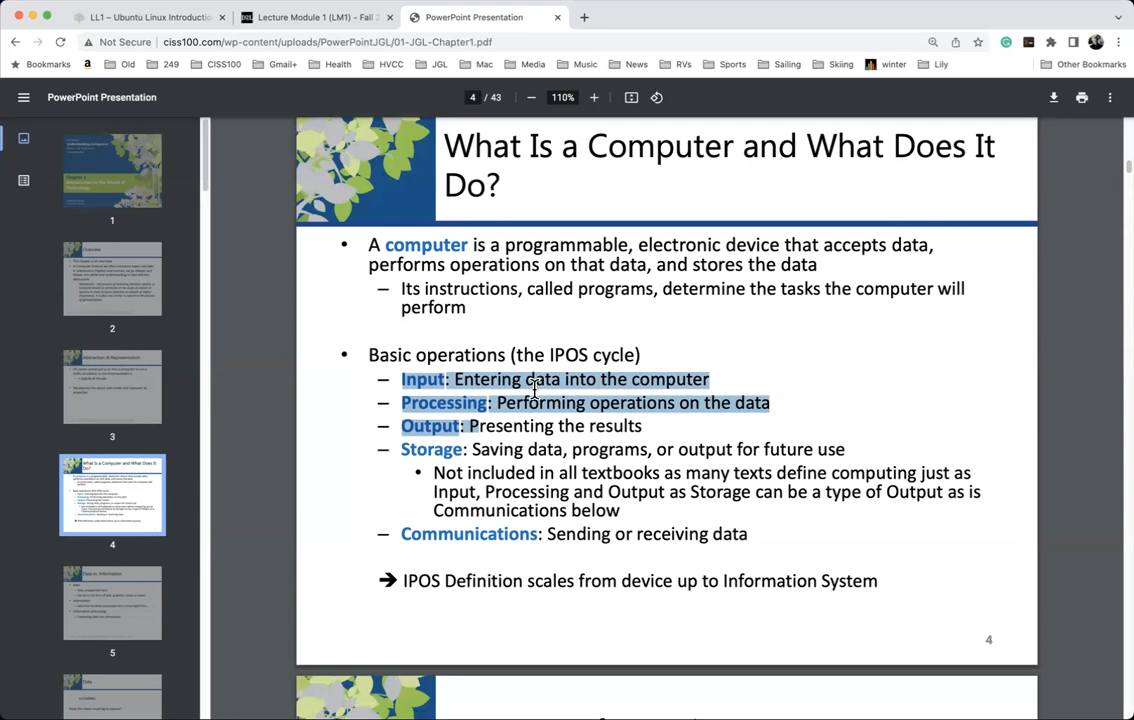 LL1 – Ubuntu Linux Introductio
Lecture Module 1 (LM1) - Fall 2
PowerPoint Presentation
Not Secure
ciss100.com/wp-content/uploads/PowerPointJGL/01-JGL-Chapter1.pdf
Bookmarks
Old
249
CISS100
Gmail+
Health
HVCC
JGL
Mac
Media
Music
News
RVs
Sports
Sailing
Skiing
winter
Lily
Other Bookmarks
PowerPoint Presentation
4 / 43
110%
1
2
3
4
5
What Is a Computer and What Does It
Do?
• A computer is a programmable, electronic device that accepts data,
performs operations on that data, and stores the data
– Its instructions, called programs, determine the tasks the computer will
perform
• Basic operations (the IPOS cycle)
– Input: Entering data into the computer
– Processing: Performing operations on the data
– Output: Presenting the results
– Storage: Saving data, programs, or output for future use
• Not included in all textbooks as many texts define computing just as
Input, Processing and Output as Storage can be a type of Output as is
Communications below
– Communications: Sending or receiving data
➔ IPOS Definition scales from device up to Information System
4